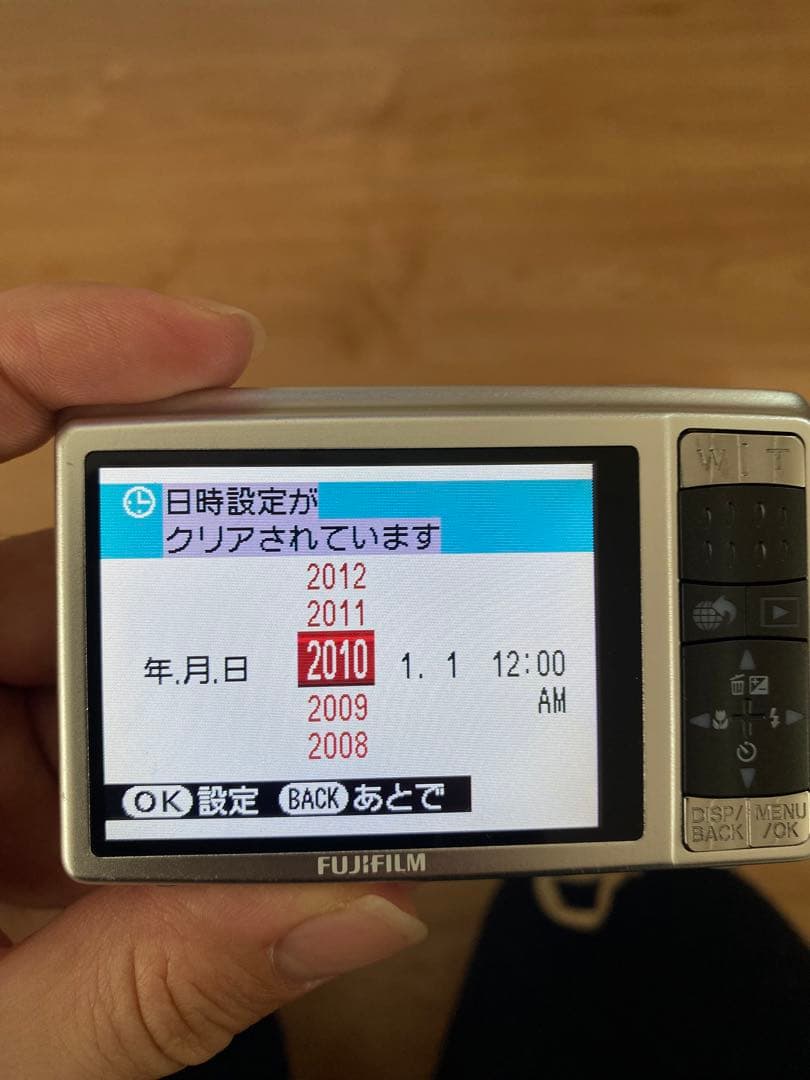 日時設定が
クリアされています
2012
2011
年.月.日 2010 1. 1 12:00
AM
2009
2008
OK 設定 BACK あとで
FUJIFILM
W T
DISP/
BACK
MENU
/OK